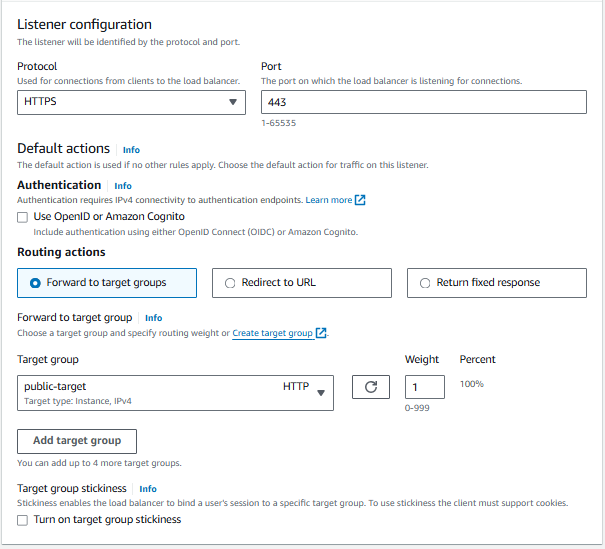 Listener configuration
The listener will be identified by the protocol and port.
Protocol
Used for connections from clients to the load balancer.
HTTPS
Port
The port on which the load balancer is listening for connections.
443
1-65535
Default actions Info
The default action is used if no other rules apply. Choose the default action for traffic on this listener.
Authentication Info
Authentication requires IPv4 connectivity to authentication endpoints. Learn more
Use OpenID or Amazon Cognito
Include authentication using either OpenID Connect (OIDC) or Amazon Cognito.
Routing actions
Forward to target groups
Redirect to URL
Return fixed response
Forward to target group Info
Choose a target group and specify routing weight or Create target group.
Target group
public-target HTTP
Target type: Instance, IPv4
Weight
1
0-999
Percent
100%
Add target group
You can add up to 4 more target groups.
Target group stickiness Info
Stickiness enables the load balancer to bind a user's session to a specific target group. To use stickiness the client must support cookies.
Turn on target group stickiness